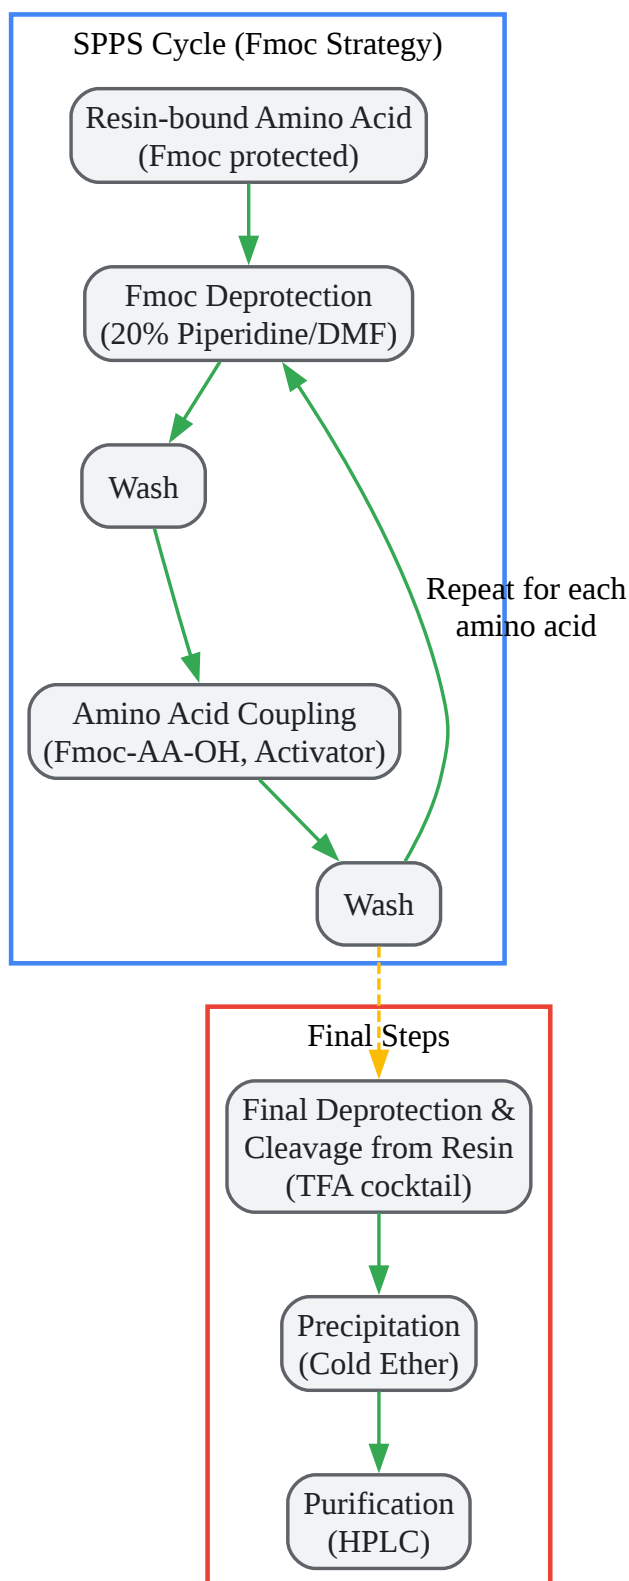 SPPS Cycle (Fmoc Strategy)
Resin-bound Amino Acid
(Fmoc protected)
Fmoc Deprotection
(20% Piperidine/DMF)
Wash
Repeat for each
amino acid
Amino Acid Coupling
(Fmoc-AA-OH, Activator)
Wash
Final Steps
Final Deprotection &
Cleavage from Resin
(TFA cocktail)
Precipitation
(Cold Ether)
Purification
(HPLC)